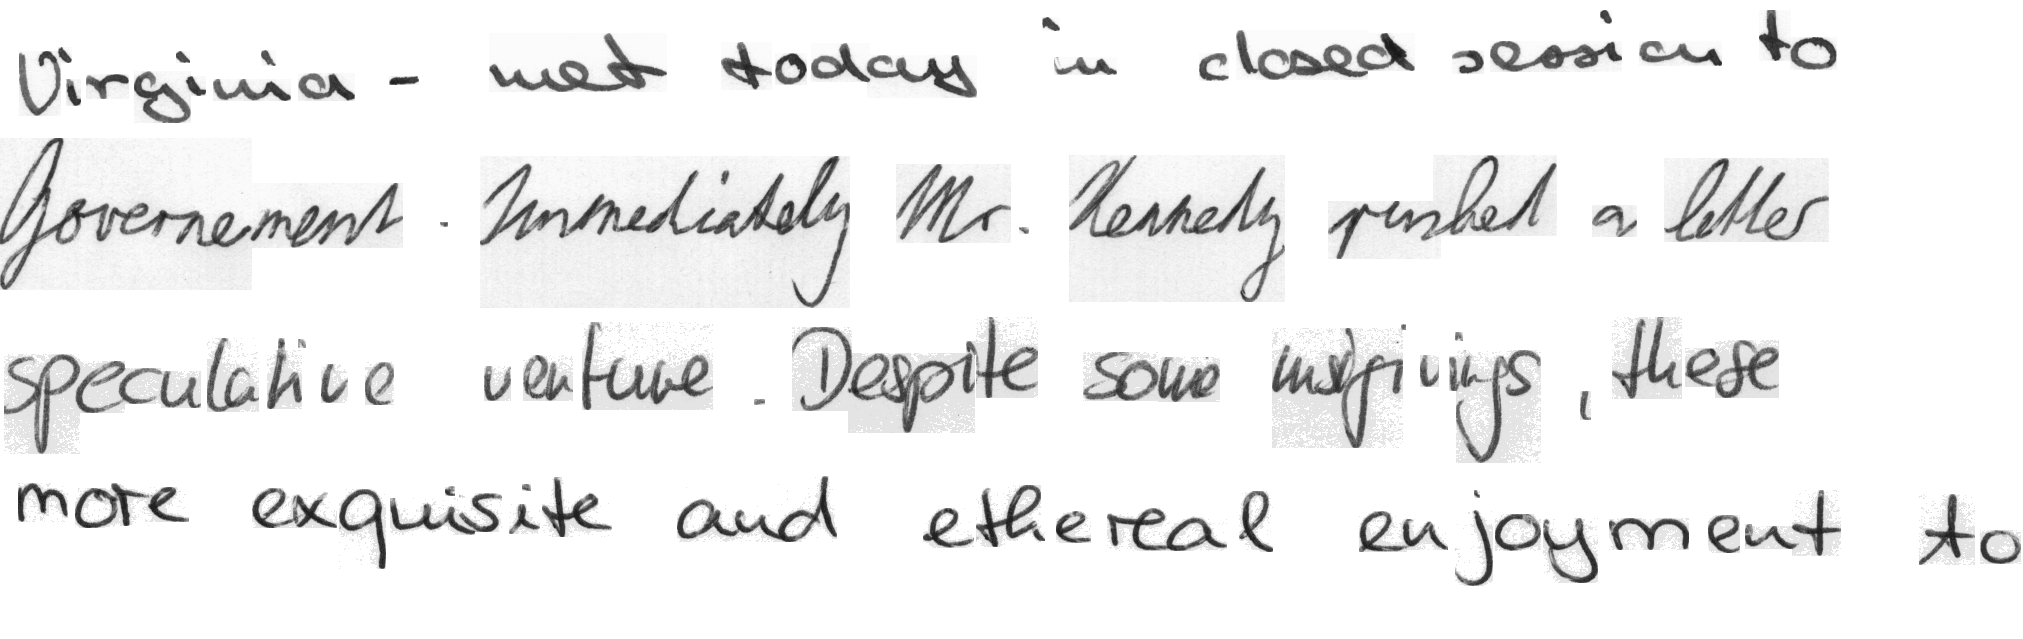 Virginia - met today in closed session to
Governement. Immediately Mr. Kennedy rushed a letter
speculative venture. Despite some misgivings, these
more exquisite and ethereal enjoyment to